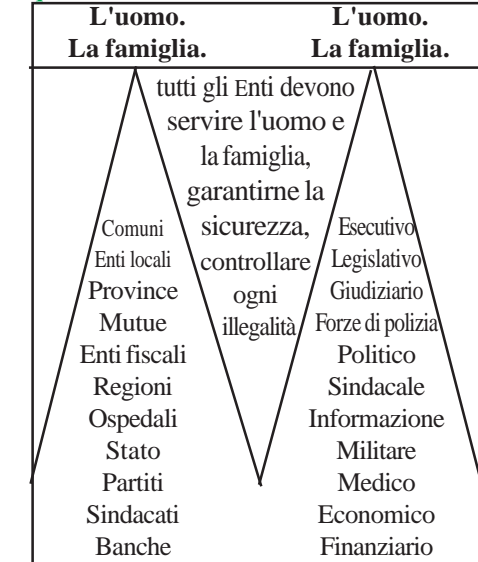 L'uomo.
La famiglia.
L'uomo.
La famiglia.
tutti gli Enti devono
servire l'uomo e
la famiglia,
garantirne la
sicurezza,
controllare
ogni
illegalità
Comuni
Enti locali
Province
Mutue
Enti fiscali
Regioni
Ospedali
Stato
Partiti
Sindacati
Banche
Esecutivo
Legislativo
Giudiziario
Forze di polizia
Politico
Sindacale
Informazione
Militare
Medico
Economico
Finanziario